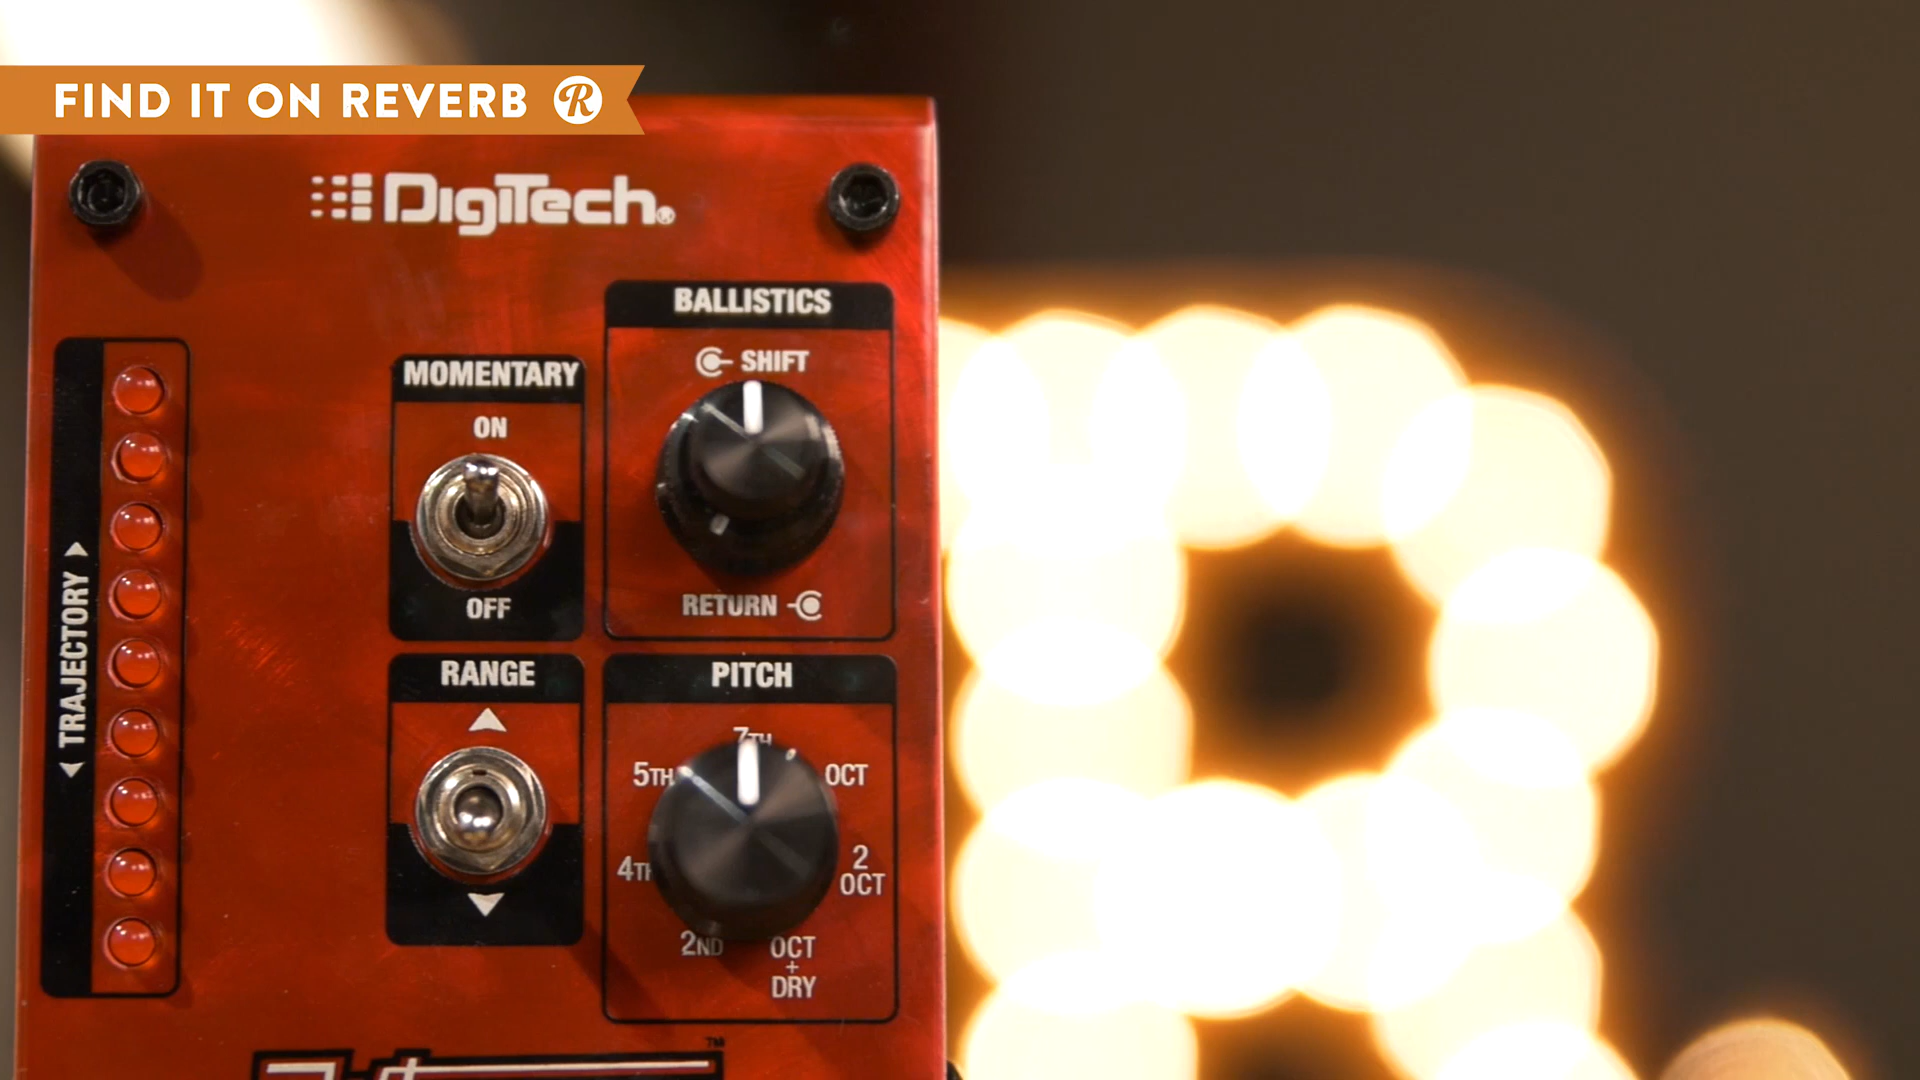 FIND IT ON REVERB R
DigiTech®
BALLISTICS
SHIFT
RETURN
MOMENTARY
ON
OFF
TRAJECTORY
RANGE
PITCH
7TH
5TH
OCT
4TH
2
OCT
2ND
OCT
+
DRY
TM